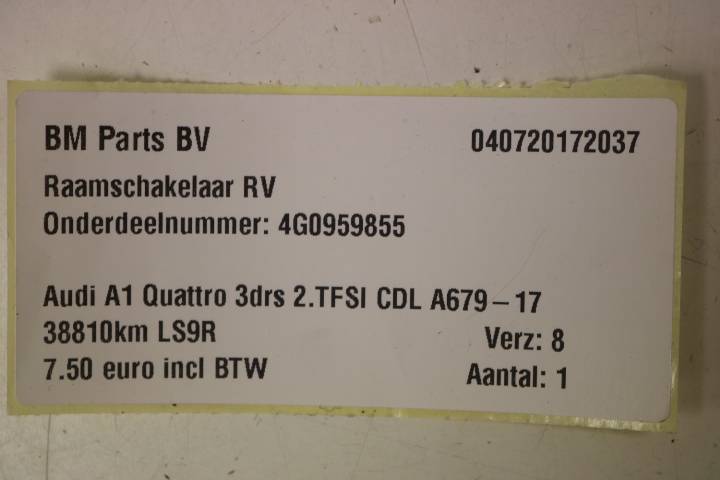 BM Parts BV 040720172037
Raamschakelaar RV
Onderdeelnummer: 4G0959855
Audi A1 Quattro 3drs 2.TFSI CDL A679-17
38810km LS9R Verz: 8
7.50 euro incl BTW Aantal: 1